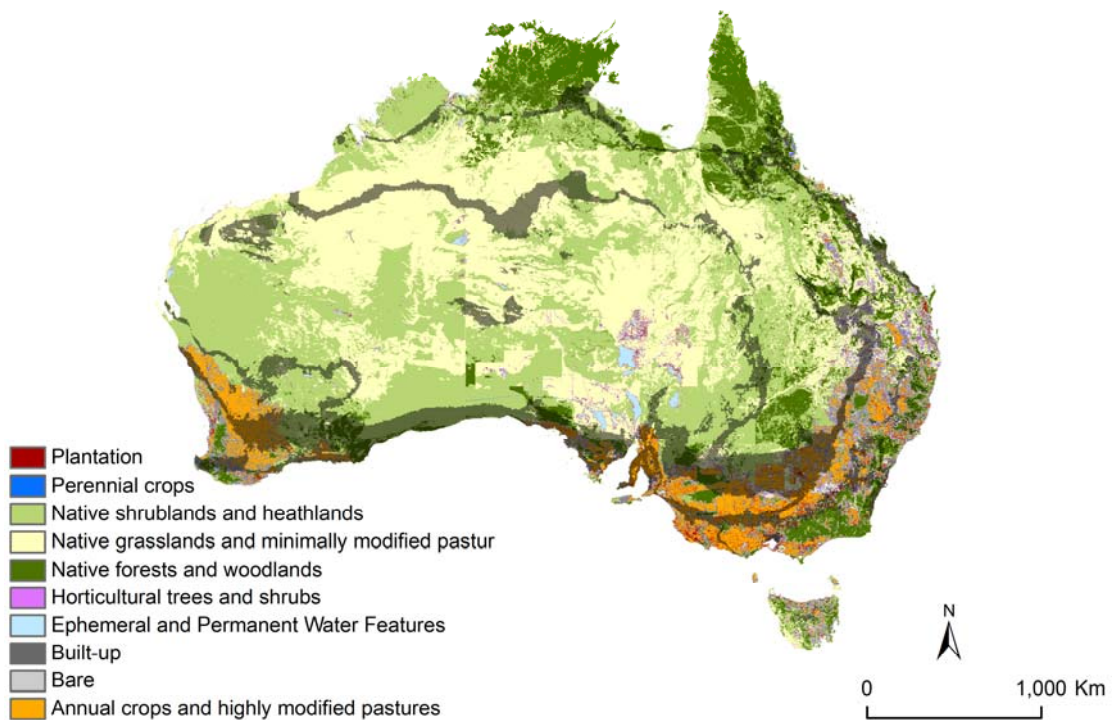 Plantation
Perennial crops
Native shrublands and heathlands
Native grasslands and minimally modified pastur
Native forests and woodlands
Horticultural trees and shrubs
Ephemeral and Permanent Water Features
Built-up
Bare
Annual crops and highly modified pastures
N
0 1,000 Km